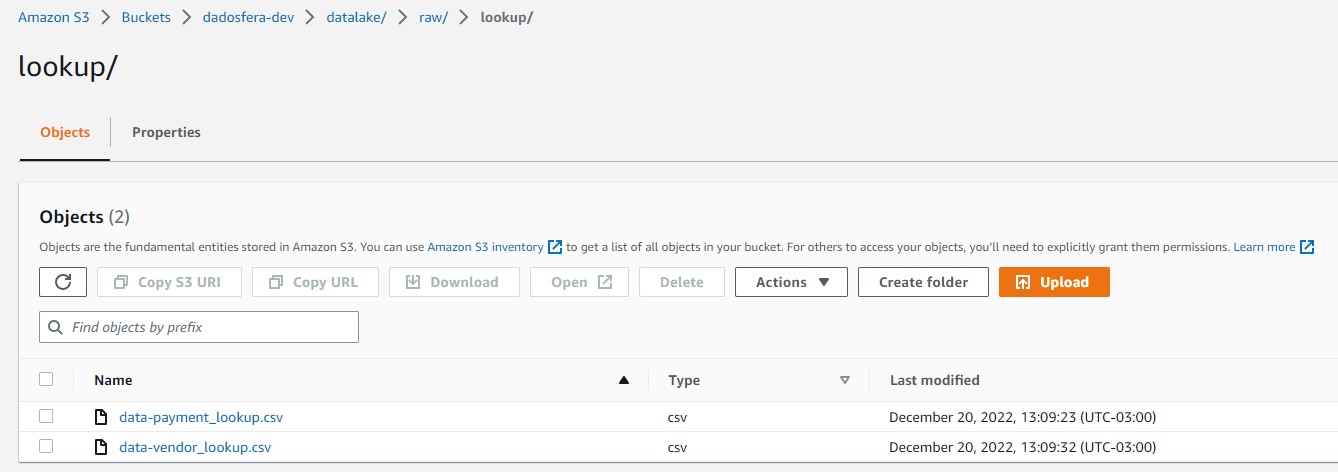 Amazon S3 > Buckets > dadosfera-dev > datalake/ > raw/ > lookup/
lookup/
Objects Properties
Objects (2)
Objects are the fundamental entities stored in Amazon S3. You can use Amazon S3 inventory to get a list of all objects in your bucket. For others to access your objects, you'll need to explicitly grant them permissions. Learn more
Copy S3 URI Copy URL Download Open Delete Actions Create folder Upload
Find objects by prefix
Name Type Last modified
data-payment_lookup.csv csv December 20, 2022, 13:09:23 (UTC-03:00)
data-vendor_lookup.csv csv December 20, 2022, 13:09:32 (UTC-03:00)